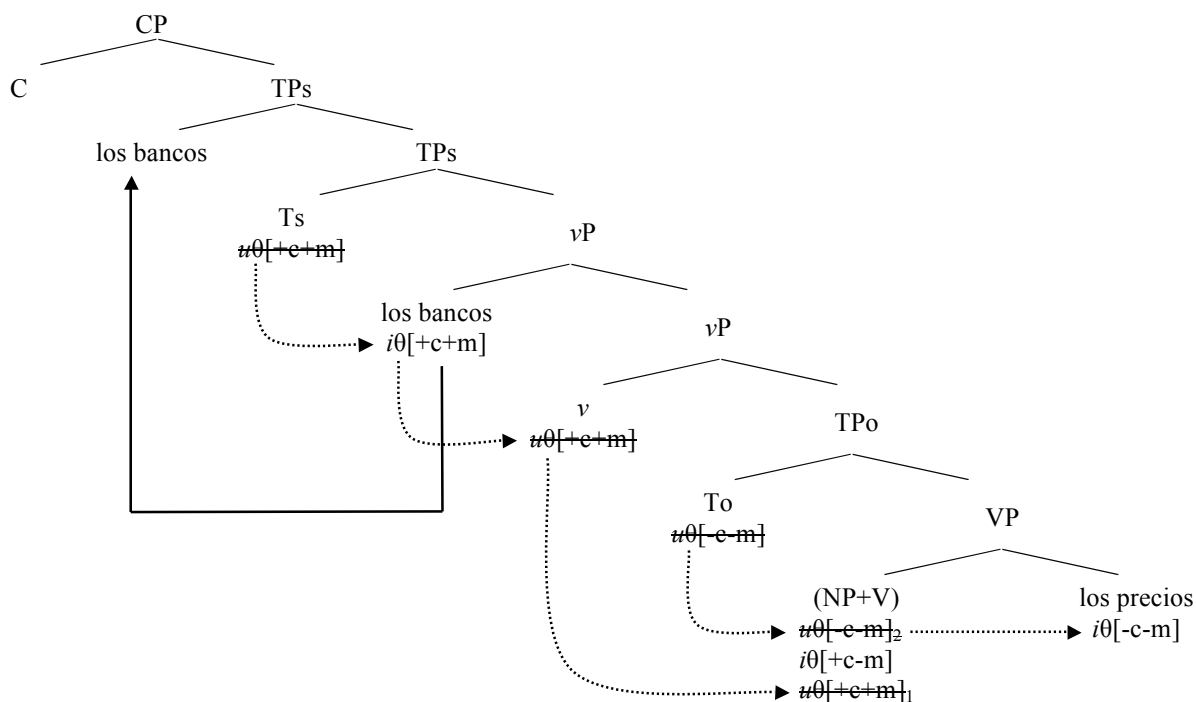 CP
C
TPs
los bancos
TPs
Ts
uθ[+c+m]
vP
los bancos
iθ[+c+m]
vP
v
uθ[+c+m]
TPo
To
uθ[-c-m]
VP
(NP+V)
uθ[-c-m]₂
iθ[+c-m]
uθ[+c+m]₁
los precios
iθ[-c-m]